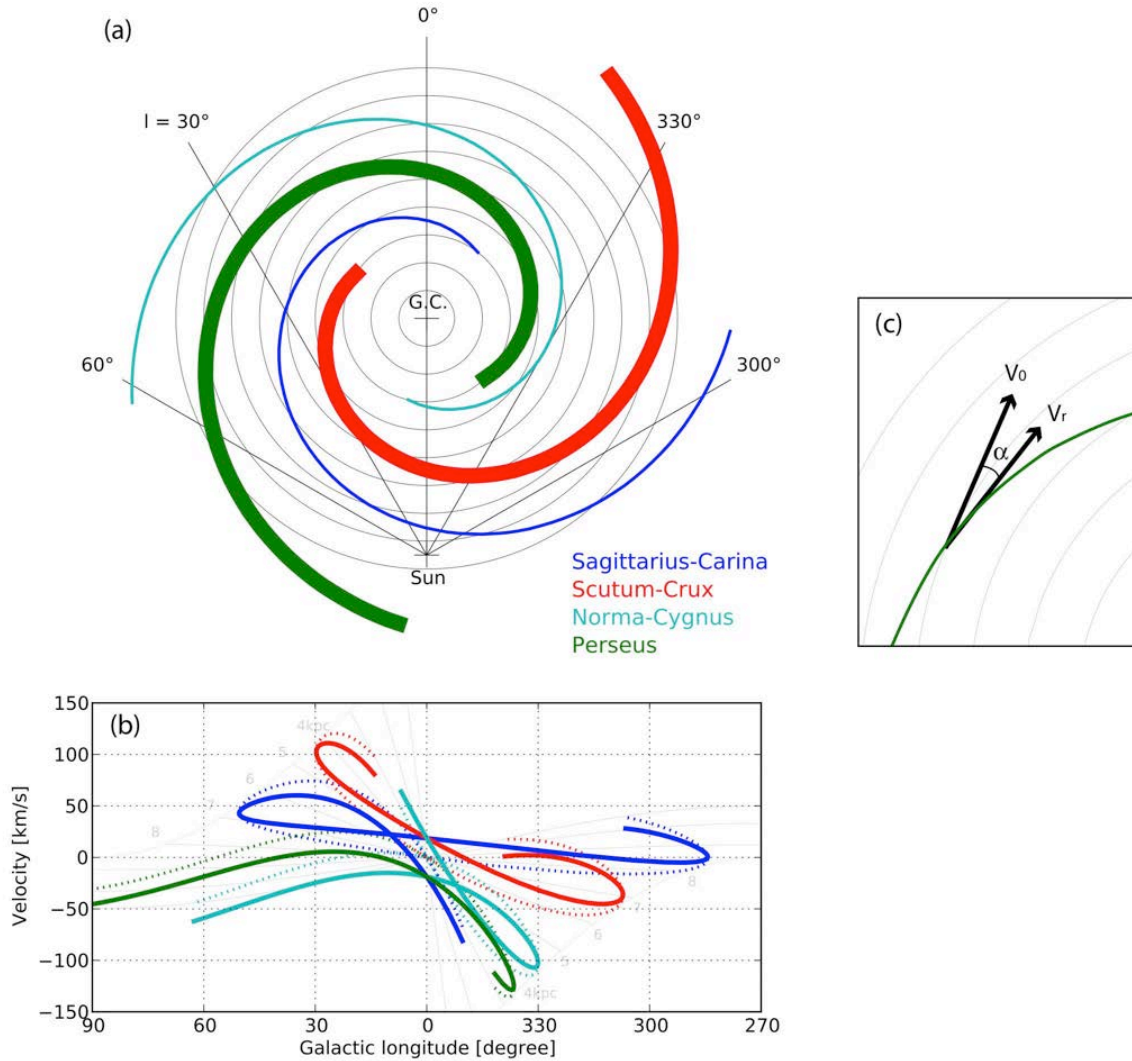 (a)
0°
l = 30°
330°
G.C.
60°
300°
Sun
Sagittarius-Carina
Scutum-Crux
Norma-Cygnus
Perseus
(c)
V0
Vr
α
(b)
150
100
50
0
−50
−100
−150
Velocity [km/s]
4kpc
5
6
7
8
8
7
6
5
4kpc
90
60
30
0
330
300
270
Galactic longitude [degree]